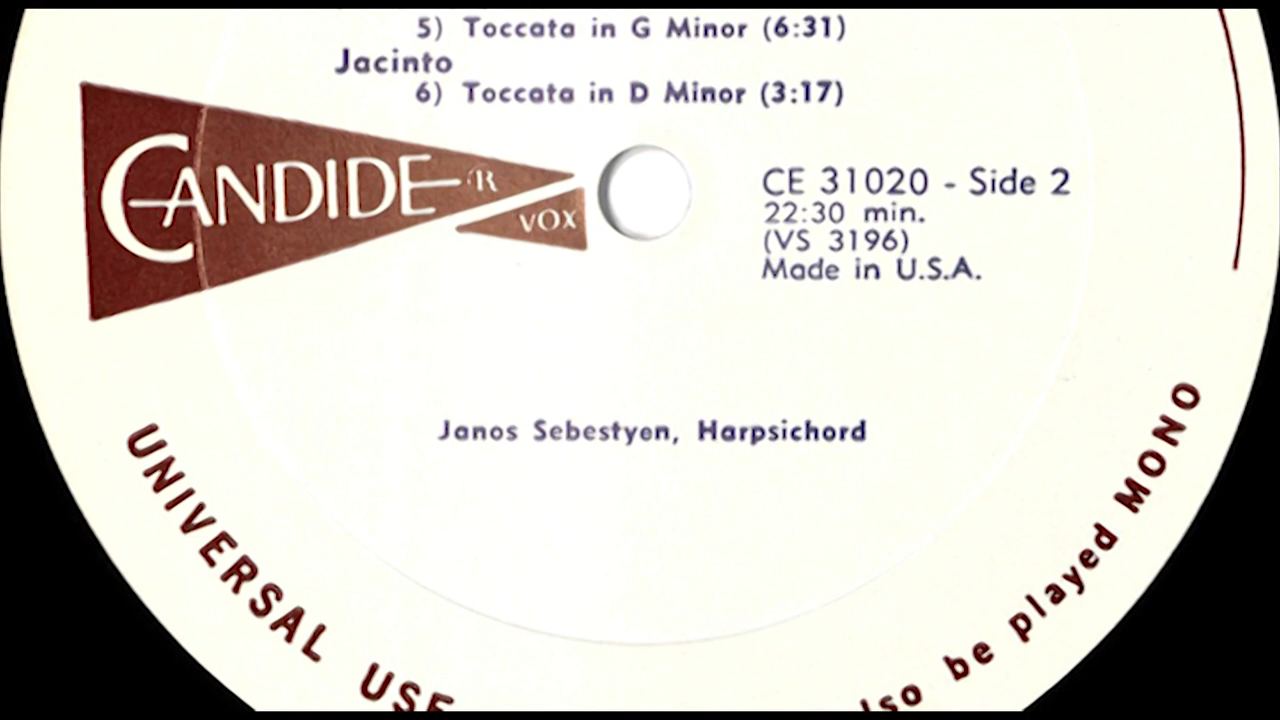 5) Toccata in G Minor (6:31)
Jacinto
6) Toccata in D Minor (3:17)
CANDIDE R
VOX
CE 31020 - Side 2
22:30 min.
(VS 3196)
Made in U.S.A.
Janos Sebestyen, Harpsichord
UNIVERSAL USE
be played MONO